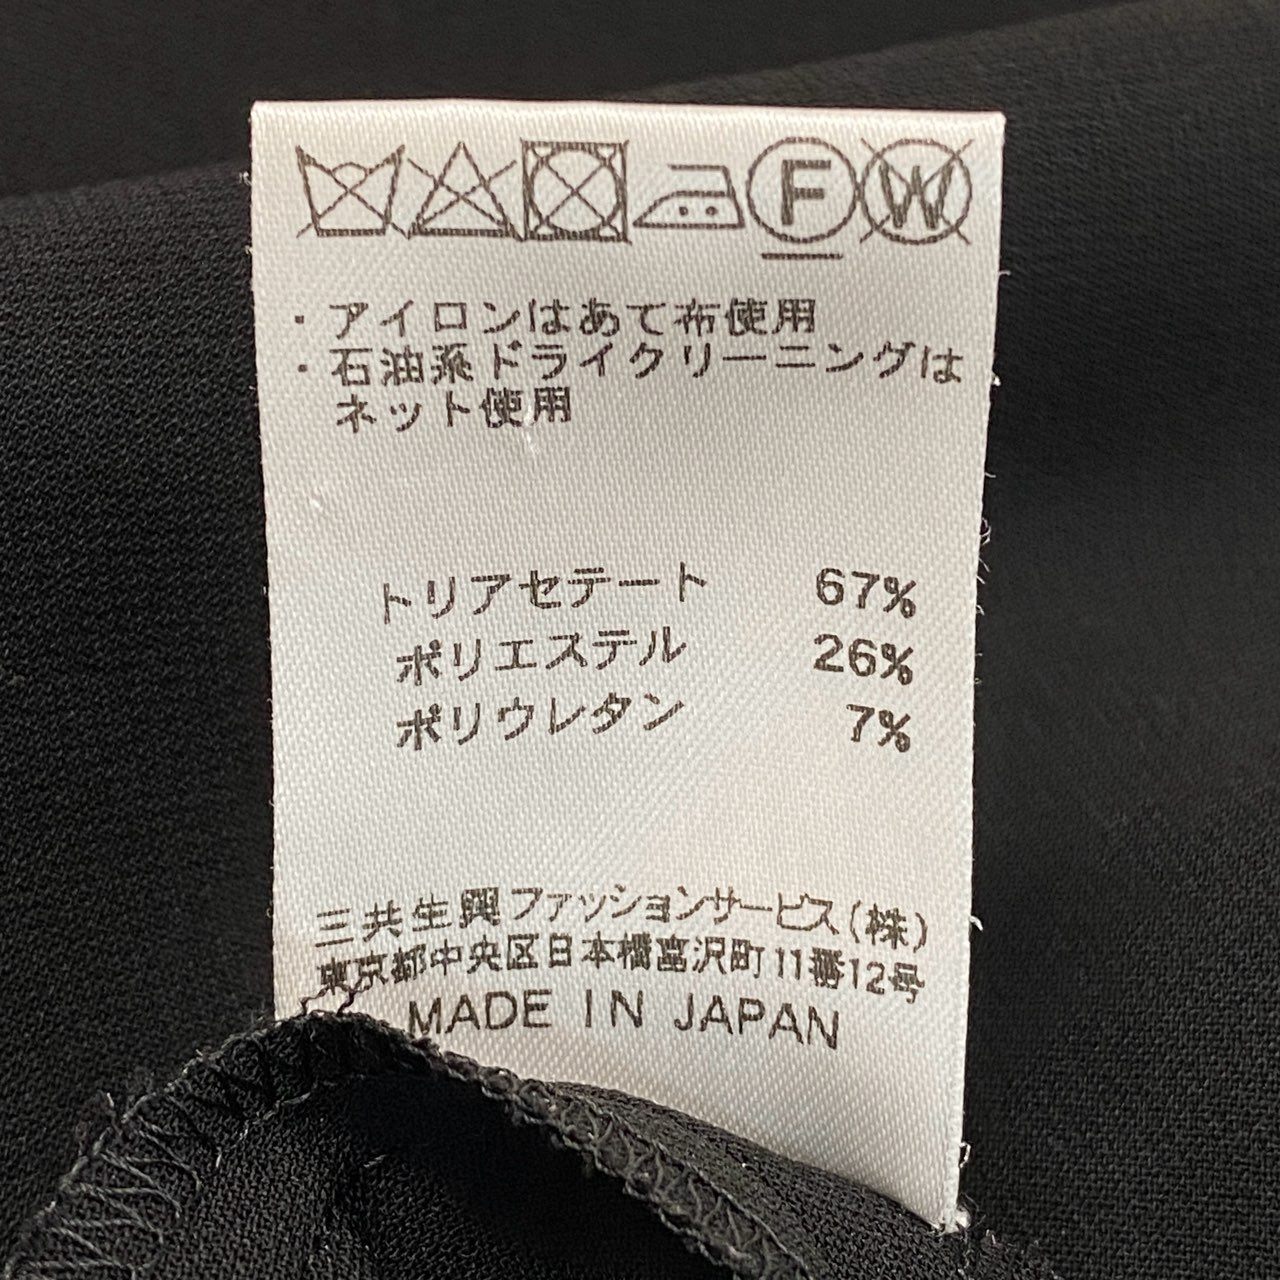 F W
・アイロンはあて布使用
・石油系ドライクリーニングは
ネット使用
トリアセテート 67%
ポリエステル 26%
ポリウレタン 7%
三共生興ファッションサービス(株)
東京都中央区日本橋富沢町11番12号
MADE IN JAPAN